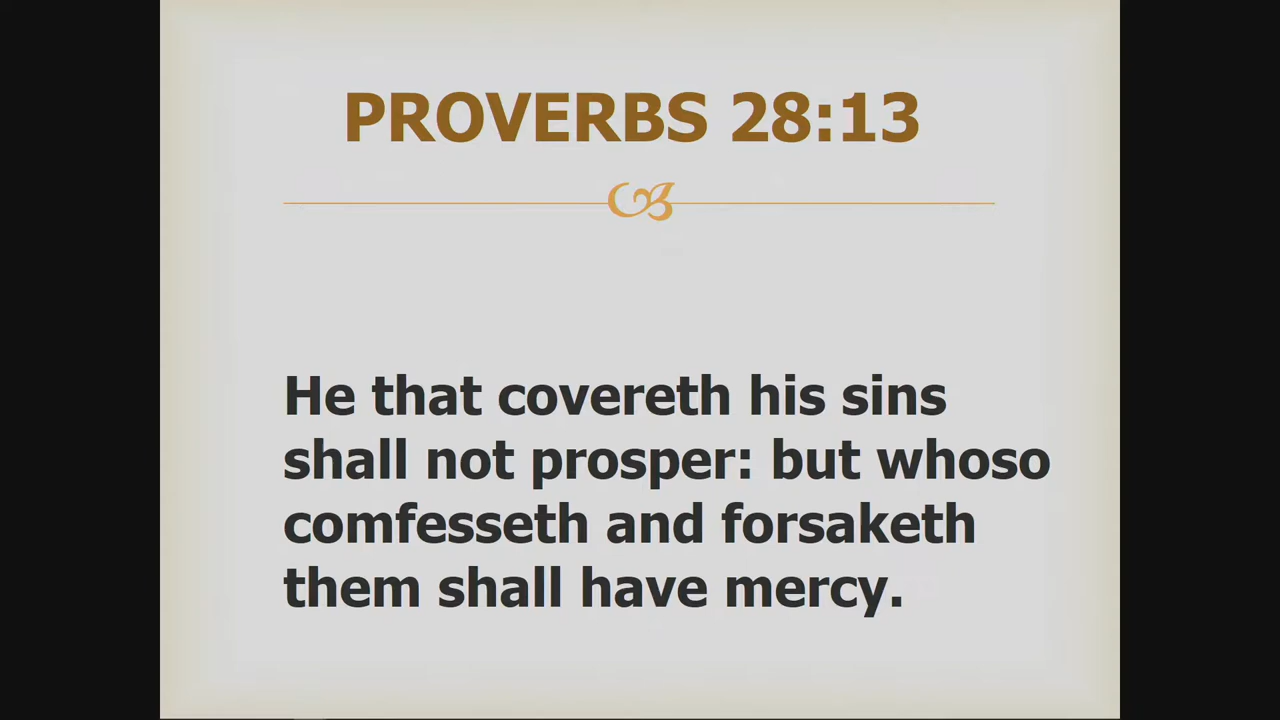 PROVERBS 28:13
He that covereth his sins
shall not prosper: but whoso
comfesseth and forsaketh
them shall have mercy.